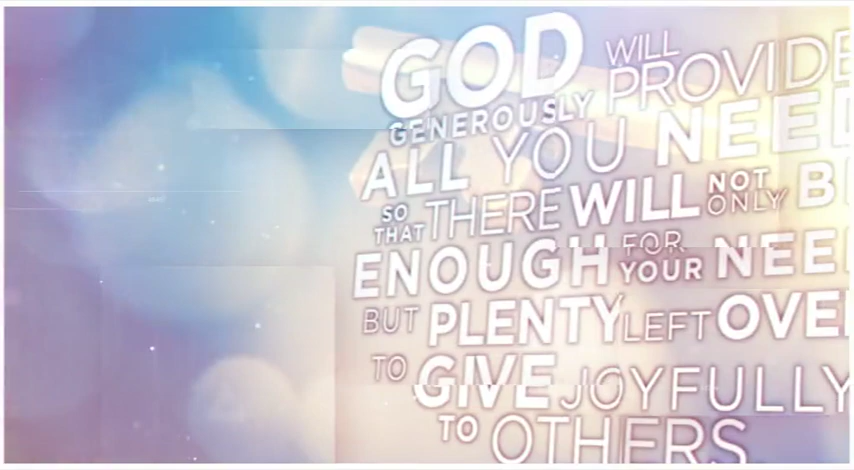 GOD WILL PROVIDE
GENEROUSLY
ALL YOU NEED
SO THAT THERE WILL NOT ONLY B
ENOUGH FOR YOUR NEE
BUT PLENTY LEFT OVE
TO GIVE JOYFULLY
TO OTHERS